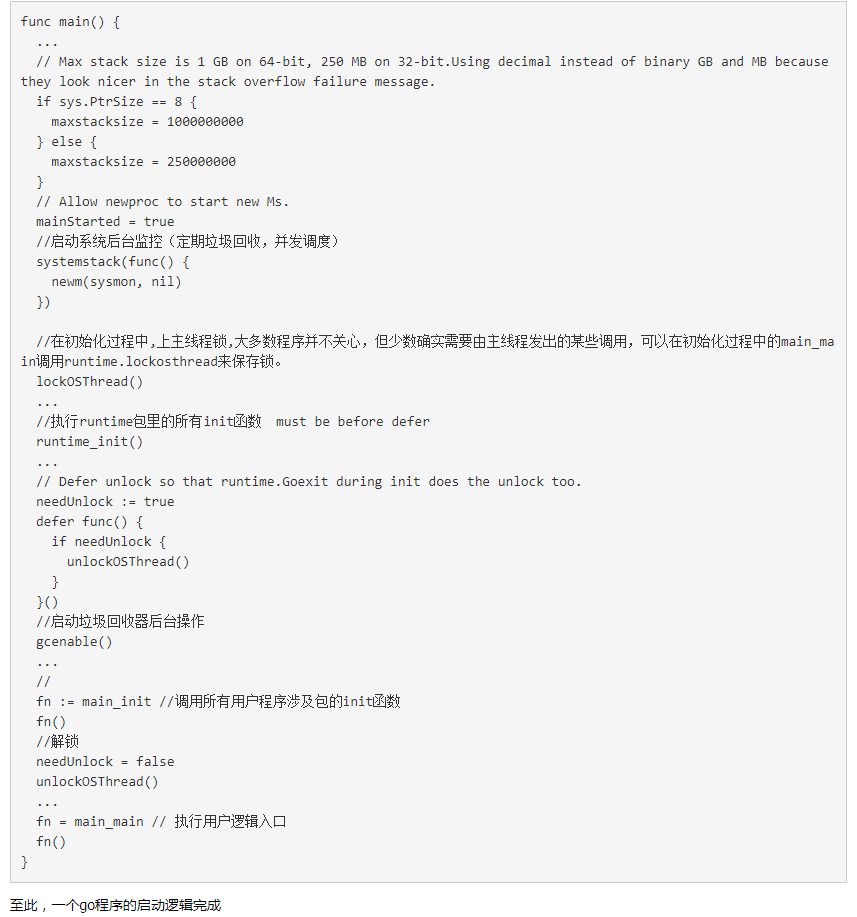 func main() {
  ...
  // Max stack size is 1 GB on 64-bit, 250 MB on 32-bit.Using decimal instead of binary GB and MB because
they look nicer in the stack overflow failure message.
  if sys.PtrSize == 8 {
    maxstacksize = 1000000000
  } else {
    maxstacksize = 250000000
  }
  // Allow newproc to start new Ms.
  mainStarted = true
  //启动系统后台监控（定期垃圾回收，并发调度）
  systemstack(func() {
    newm(sysmon, nil)
  })
  //在初始化过程中,上主线程锁,大多数程序并不关心，但少数确实需要由主线程发出的某些调用，可以在初始化过程中的main_ma
in调用runtime.lockosthread来保存锁。
  lockOSThread()
  ...
  //执行runtime包里的所有init函数  must be before defer
  runtime_init()
  ...
  // Defer unlock so that runtime.Goexit during init does the unlock too.
  needUnlock := true
  defer func() {
    if needUnlock {
      unlockOSThread()
    }
  }()
  //启动垃圾回收器后台操作
  gcenable()
  ...
  //
  fn := main_init //调用所有用户程序涉及包的init函数
  fn()
  //解锁
  needUnlock = false
  unlockOSThread()
  ...
  fn = main_main // 执行用户逻辑入口
  fn()
}
至此，一个go程序的启动逻辑完成